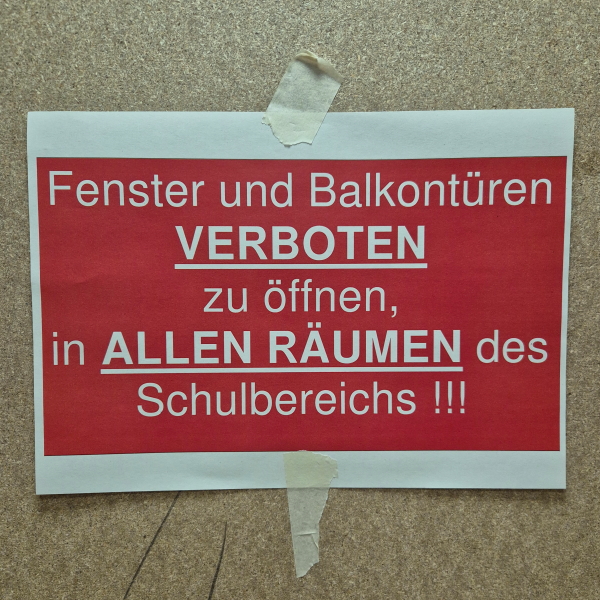 Fenster und Balkontüren
VERBOTEN
zu öffnen,
in ALLEN RÄUMEN des
Schulbereichs !!!